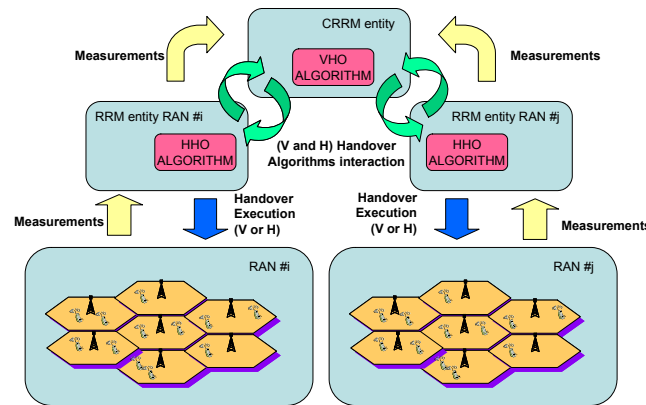 CRRM entity
Measurements
Measurements
VHO
ALGORITHM
RRM entity RAN #i
RRM entity RAN #j
HHO
ALGORITHM
(V and H) Handover
Algorithms interaction
HHO
ALGORITHM
Measurements
Handover
Execution
(V or H)
Handover
Execution
(V or H)
Measurements
RAN #i
RAN #j